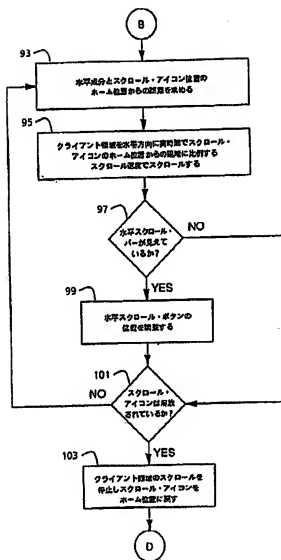 B
93
水平成分とスクロール・アイコン位置の
ホーム位置からの距離を求める
95
クライアント領域を水平方向に実時間でスクロール・
アイコンのホーム位置からの距離に比例する
スクロール速度でスクロールする
97
水平スクロール・
バーが見えて
いるか?
NO
YES
99
水平スクロール・ボタンの
位置を調整する
101
スクロール・
アイコンは解放
されているか?
NO
YES
103
クライアント領域のスクロールを
停止しスクロール・アイコンを
ホーム位置に戻す
D